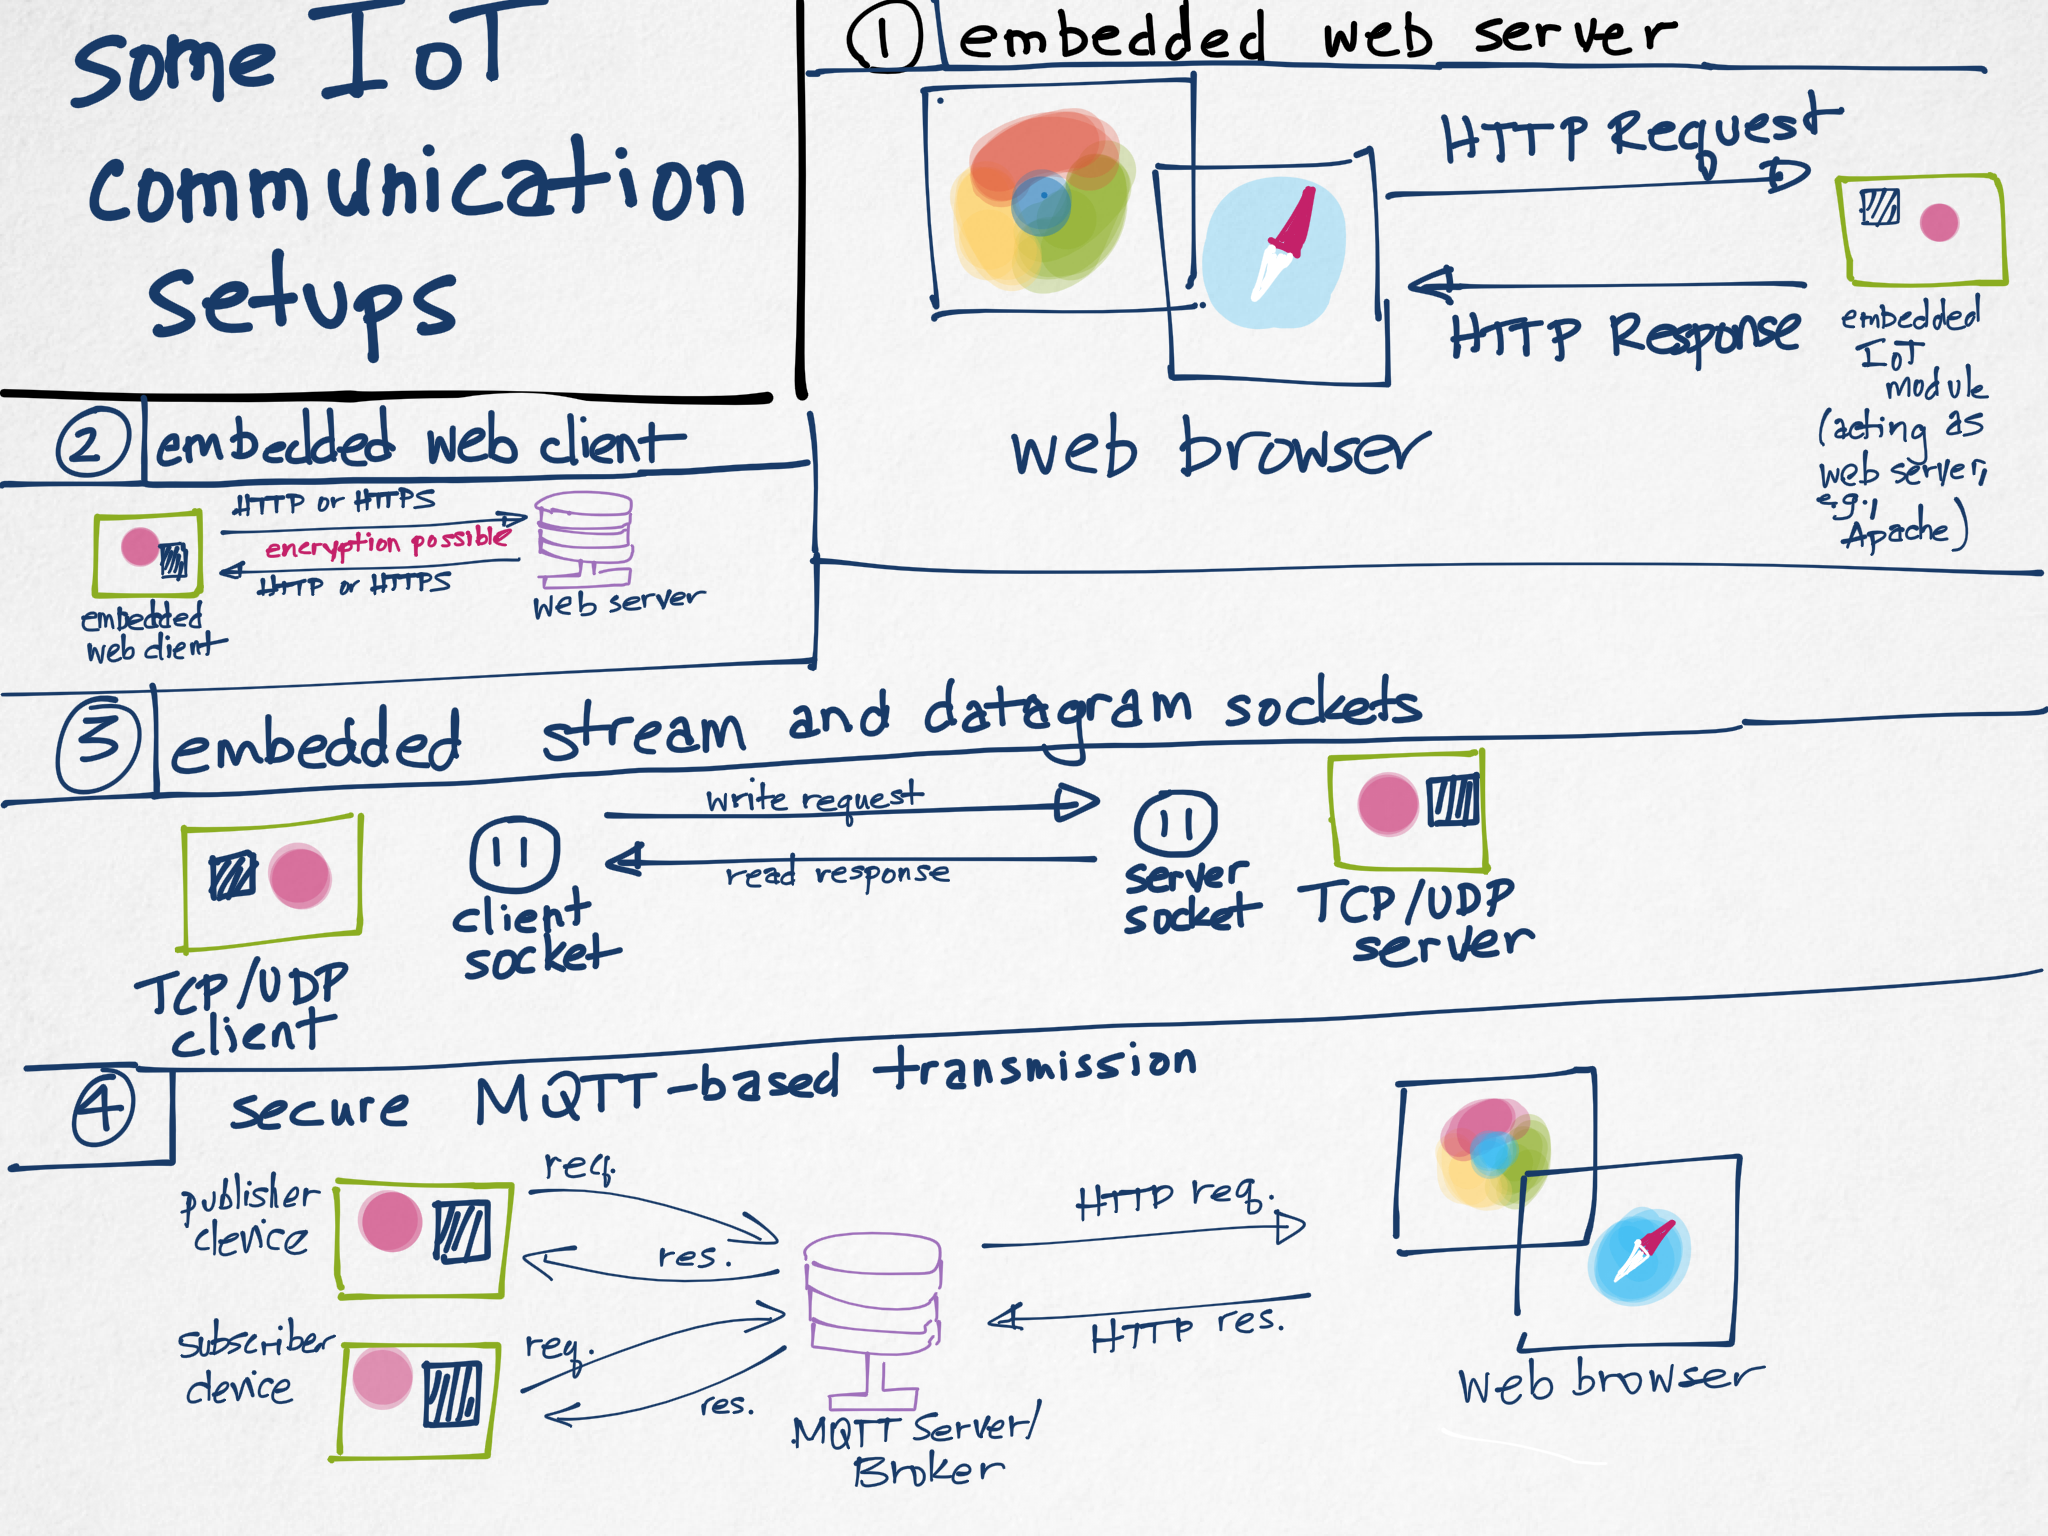 some IoT
communication
setups
1 embedded web server
HTTP Request
HTTP Response
web browser
embedded
IoT
module
(acting as
web server,
e.g.,
Apache)
2 embedded web client
HTTP or HTTPS
encryption possible
HTTP or HTTPS
embedded
web client
web server
3 embedded stream and datagram sockets
write request
read response
TCP/UDP
client
client
socket
server
socket
TCP/UDP
server
4 secure MQTT-based transmission
publisher
device
req.
res.
subscriber
device
req.
res.
MQTT Server/
Broker
HTTP req.
HTTP res.
web browser